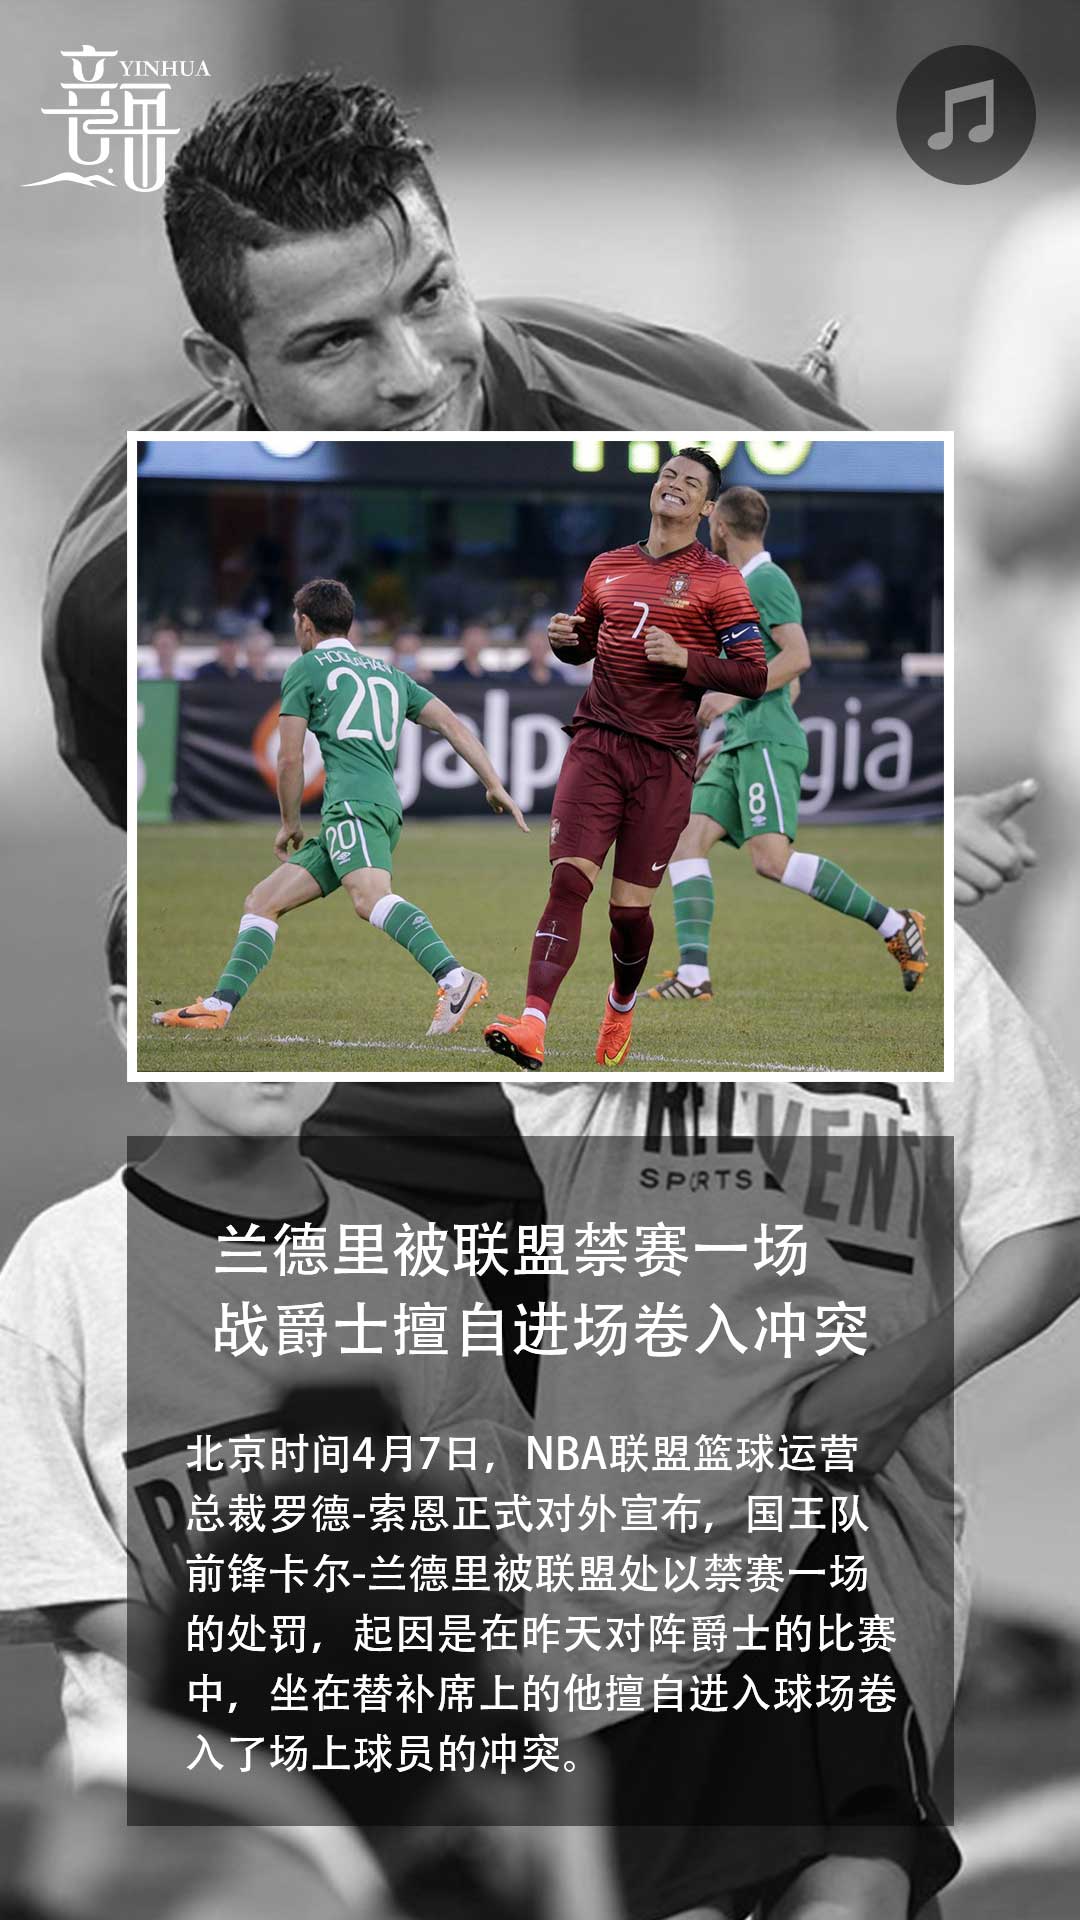 音画
YINHUA
HOOLAHAN
20
7
20
8
galp
gia
RELEVENT
SPORTS
兰德里被联盟禁赛一场
战爵士擅自进场卷入冲突
北京时间4月7日，NBA联盟篮球运营
总裁罗德-索恩正式对外宣布，国王队
前锋卡尔-兰德里被联盟处以禁赛一场
的处罚，起因是在昨天对阵爵士的比赛
中，坐在替补席上的他擅自进入球场卷
入了场上球员的冲突。